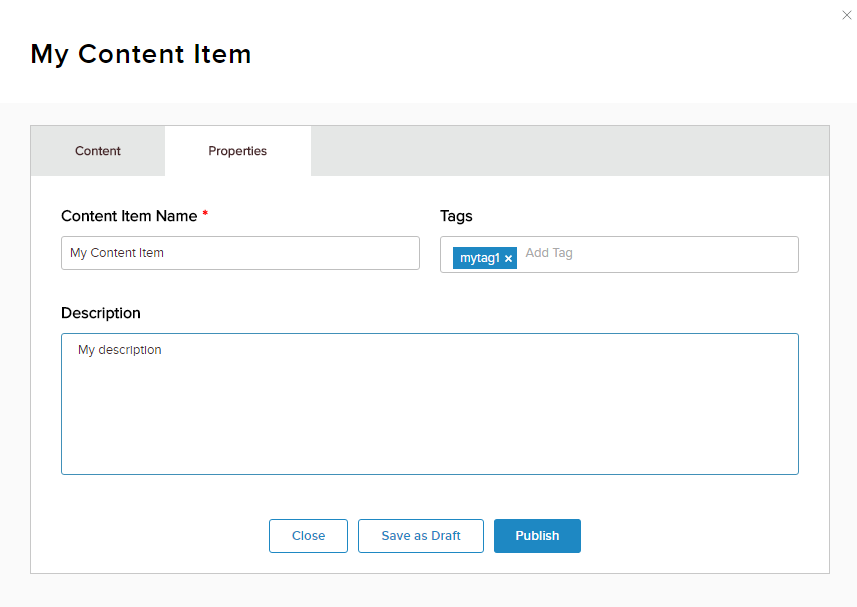 My Content Item
Content Properties
Content Item Name * Tags
My Content Item mytag1 × Add Tag
Description
My description
Close Save as Draft Publish